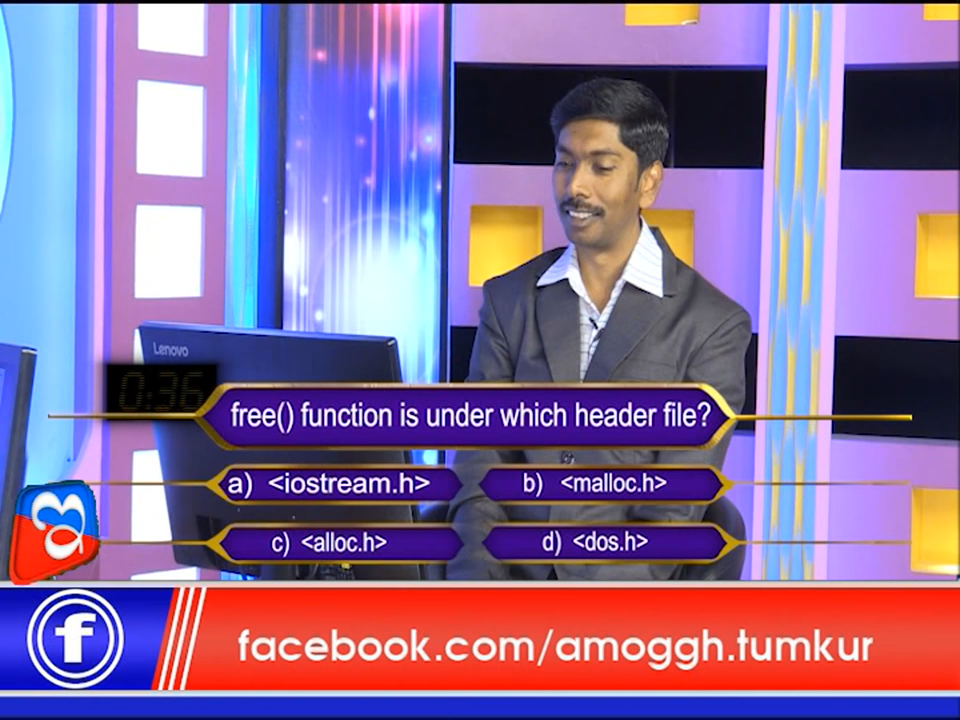 Lenovo
0:36
free() function is under which header file?
a) <iostream.h>
b) <malloc.h>
c) <alloc.h>
d) <dos.h>
f facebook.com/amoggh.tumkur